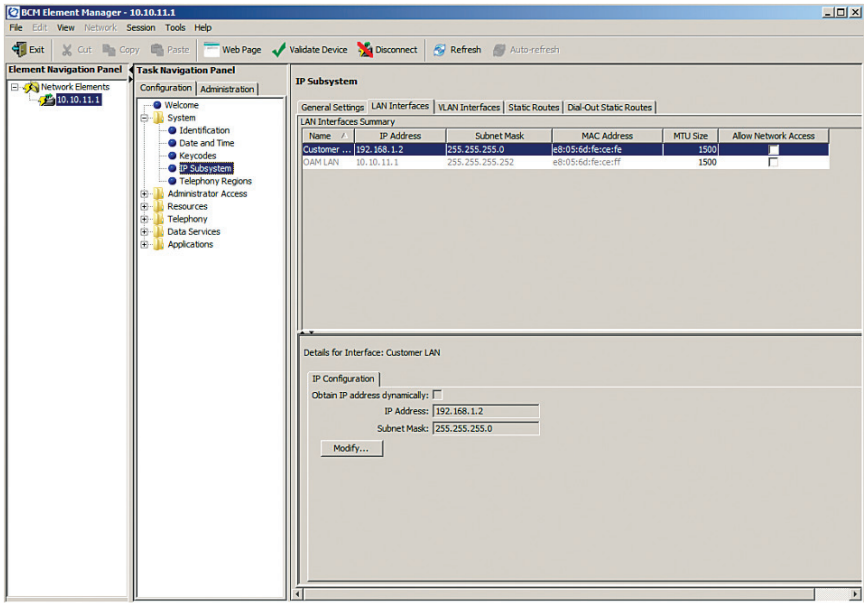 BCM Element Manager - 10.10.11.1
File Edit View Network Session Tools Help
Exit Cut Copy Paste Web Page Validate Device Disconnect Refresh Auto-refresh
Element Navigation Panel
Network Elements
10.10.11.1
Task Navigation Panel
Configuration Administration
Welcome
System
Identification
Date and Time
Keycodes
IP Subsystem
Telephony Regions
Administrator Access
Resources
Telephony
Data Services
Applications
IP Subsystem
General Settings LAN Interfaces VLAN Interfaces Static Routes Dial-Out Static Routes
LAN Interfaces Summary
Name IP Address Subnet Mask MAC Address MTU Size Allow Network Access
Customer ... 192.168.1.2 255.255.255.0 e8:05:6d:fe:ce:fe 1500
OAM LAN 10.10.11.1 255.255.255.252 e8:05:6d:fe:ce:ff 1500
Details for Interface: Customer LAN
IP Configuration
Obtain IP address dynamically:
IP Address: 192.168.1.2
Subnet Mask: 255.255.255.0
Modify...